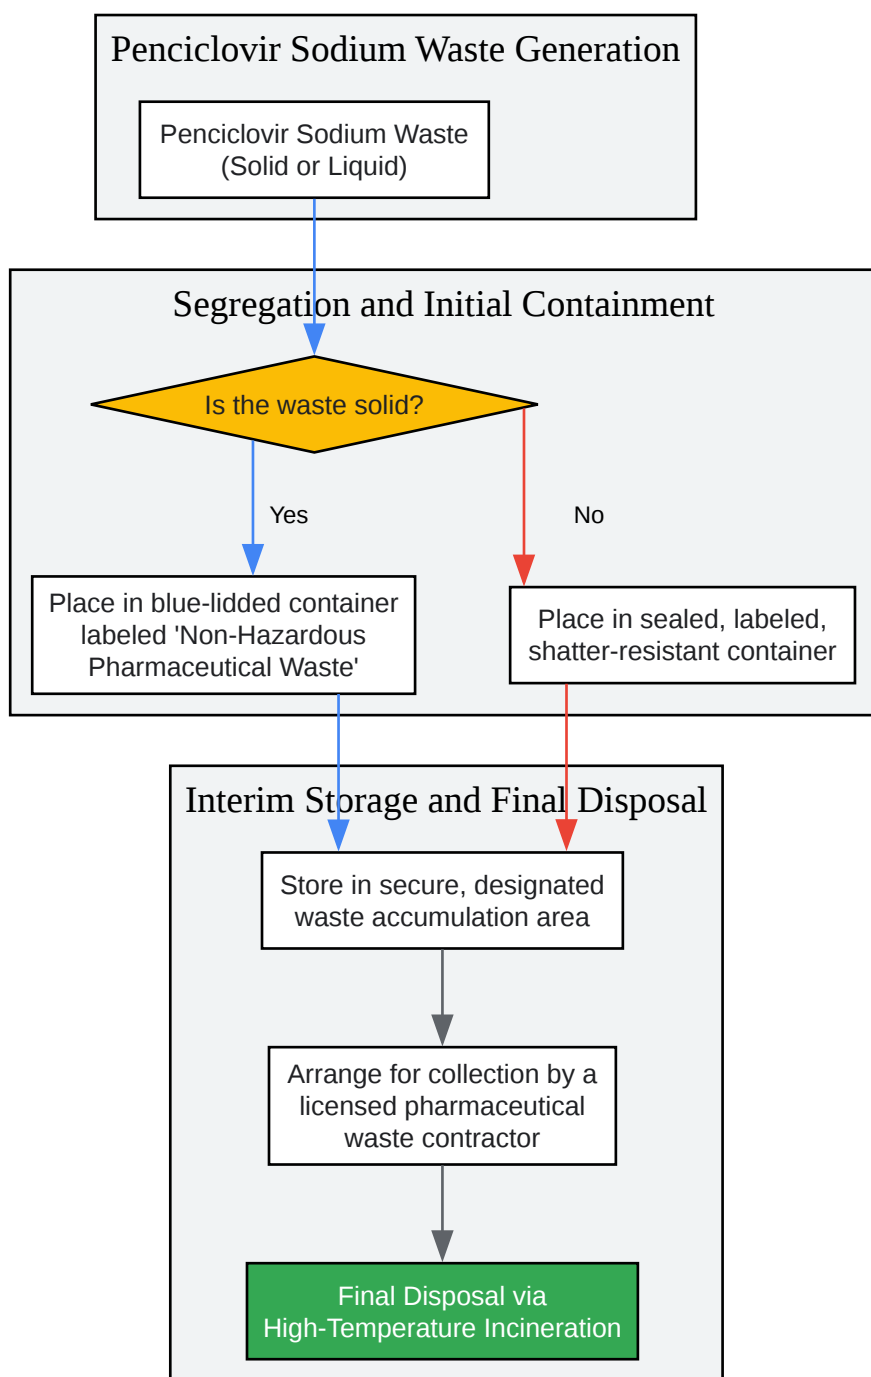 Penciclovir Sodium Waste Generation
Penciclovir Sodium Waste
(Solid or Liquid)
Segregation and Initial Containment
Is the waste solid?
Yes
No
Place in blue-lidded container
labeled 'Non-Hazardous
Pharmaceutical Waste'
Place in sealed, labeled,
shatter-resistant container
Interim Storage and Final Disposal
Store in secure, designated
waste accumulation area
Arrange for collection by a
licensed pharmaceutical
waste contractor
Final Disposal via
High-Temperature Incineration